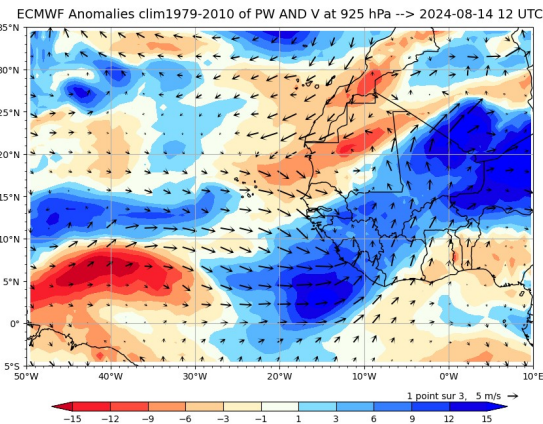 ECMWF Anomalies clim1979-2010 of PW AND V at 925 hPa --> 2024-08-14 12 UTC
35°N
30°N
25°N
20°N
15°N
10°N
5°N
0°
5°S
50°W 40°W 30°W 20°W 10°W 0°W 10°E
1 point sur 3, 5 m/s
−15 −12 −9 −6 −3 −1 1 3 6 9 12 15